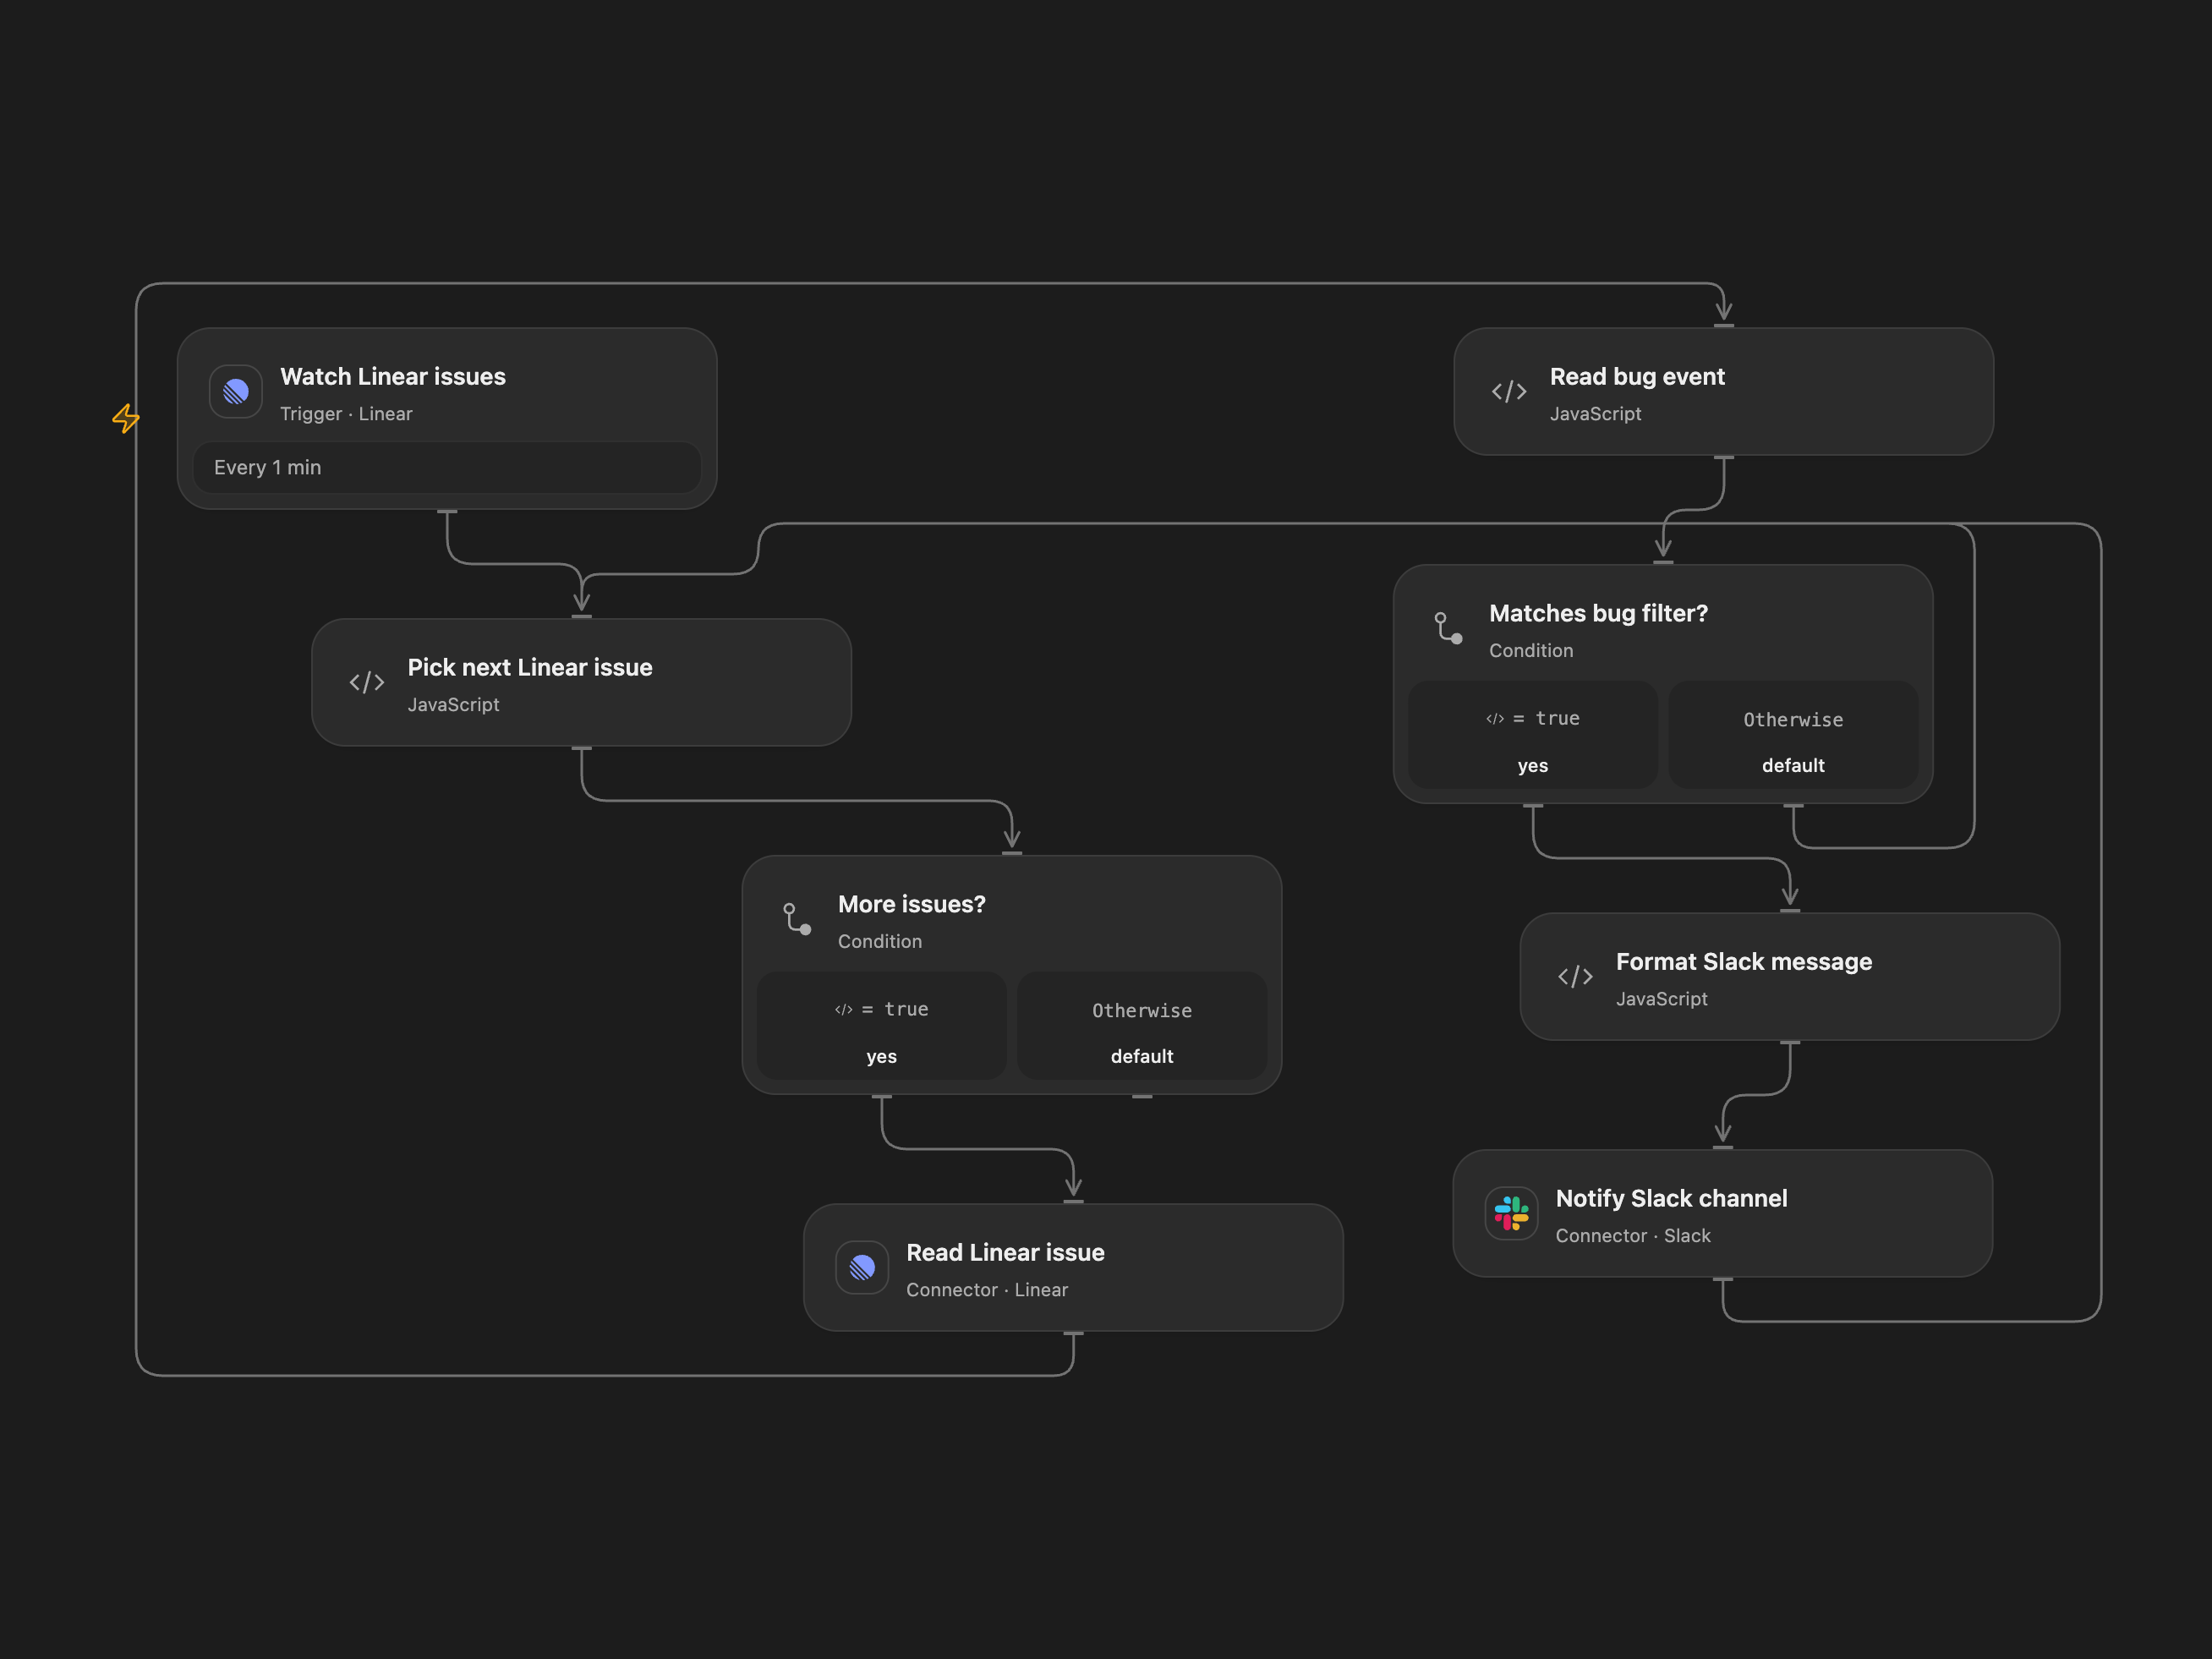 Watch Linear issues
Trigger · Linear
Every 1 min
Pick next Linear issue
JavaScript
More issues?
Condition
</> = true
yes
Otherwise
default
Read Linear issue
Connector · Linear
Read bug event
JavaScript
Matches bug filter?
Condition
</> = true
yes
Otherwise
default
Format Slack message
JavaScript
Notify Slack channel
Connector · Slack